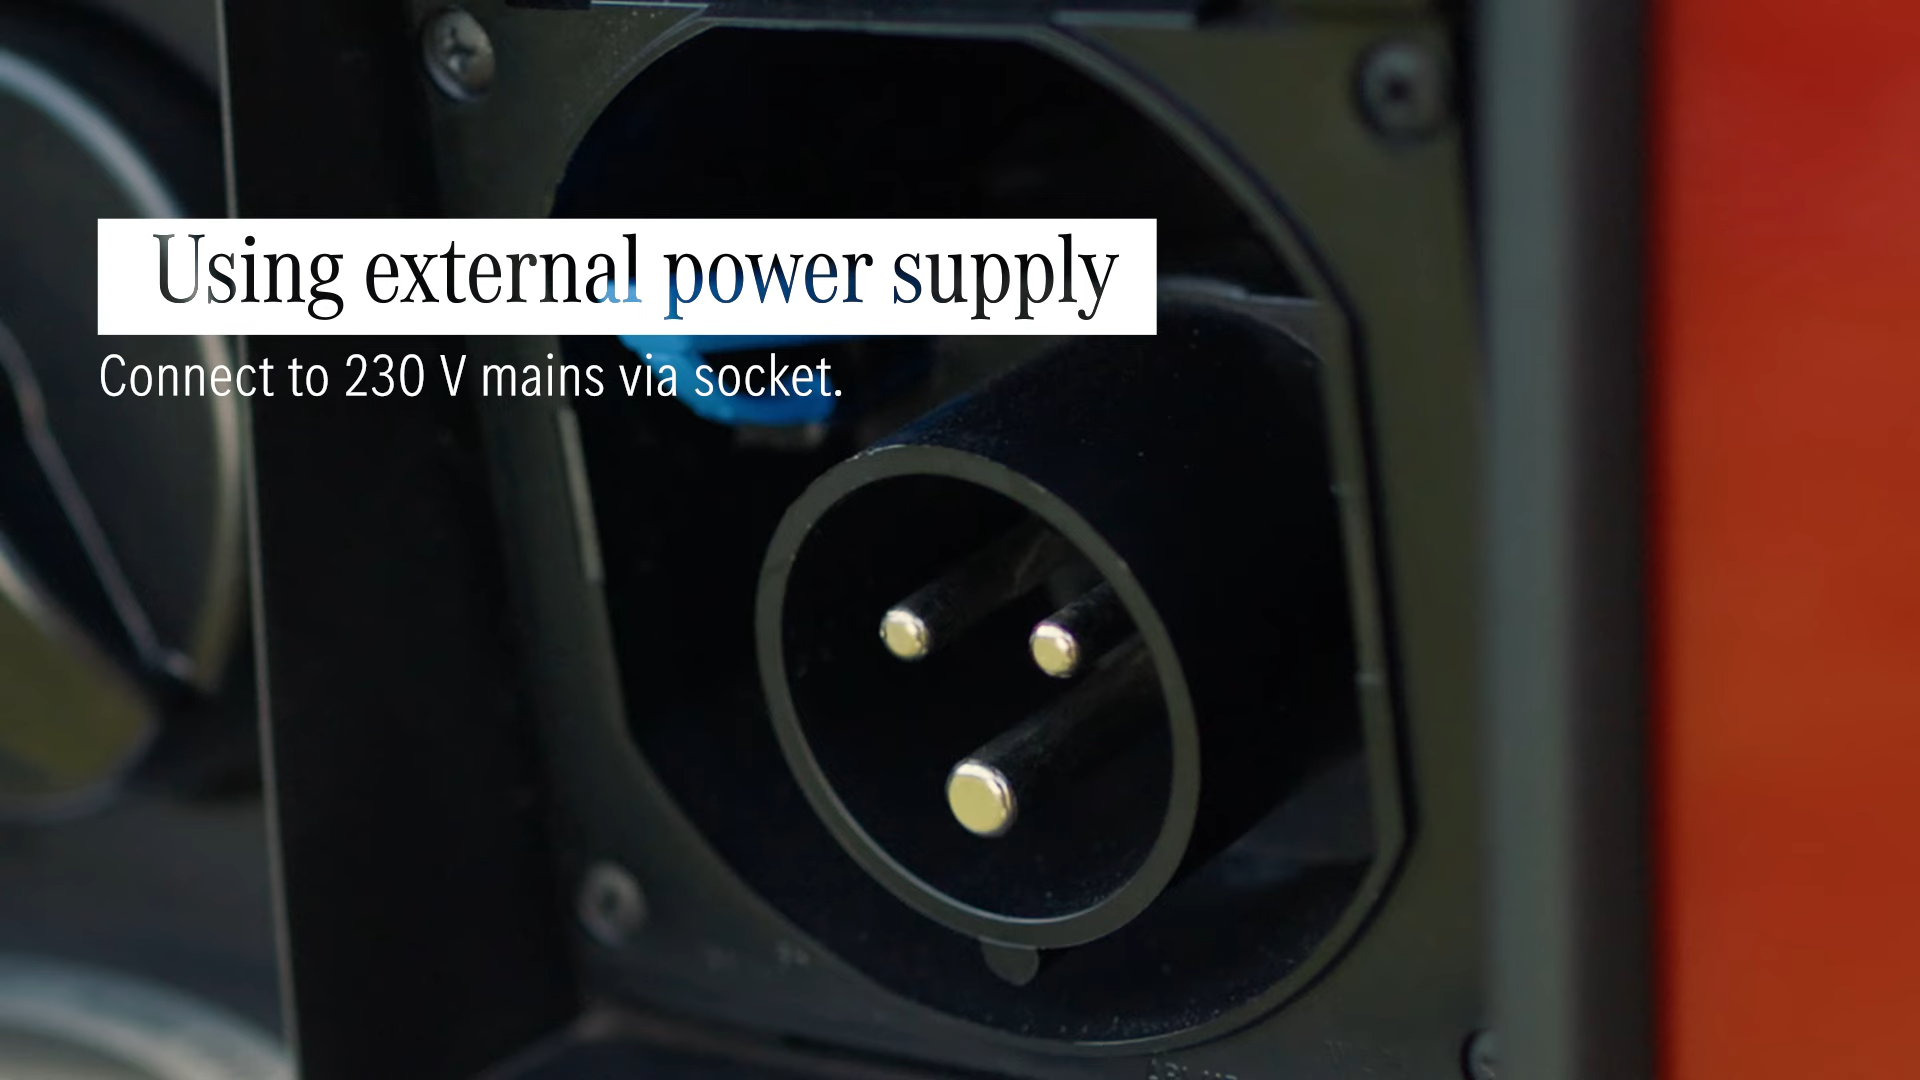 Using external power supply
Connect to 230 V mains via socket.